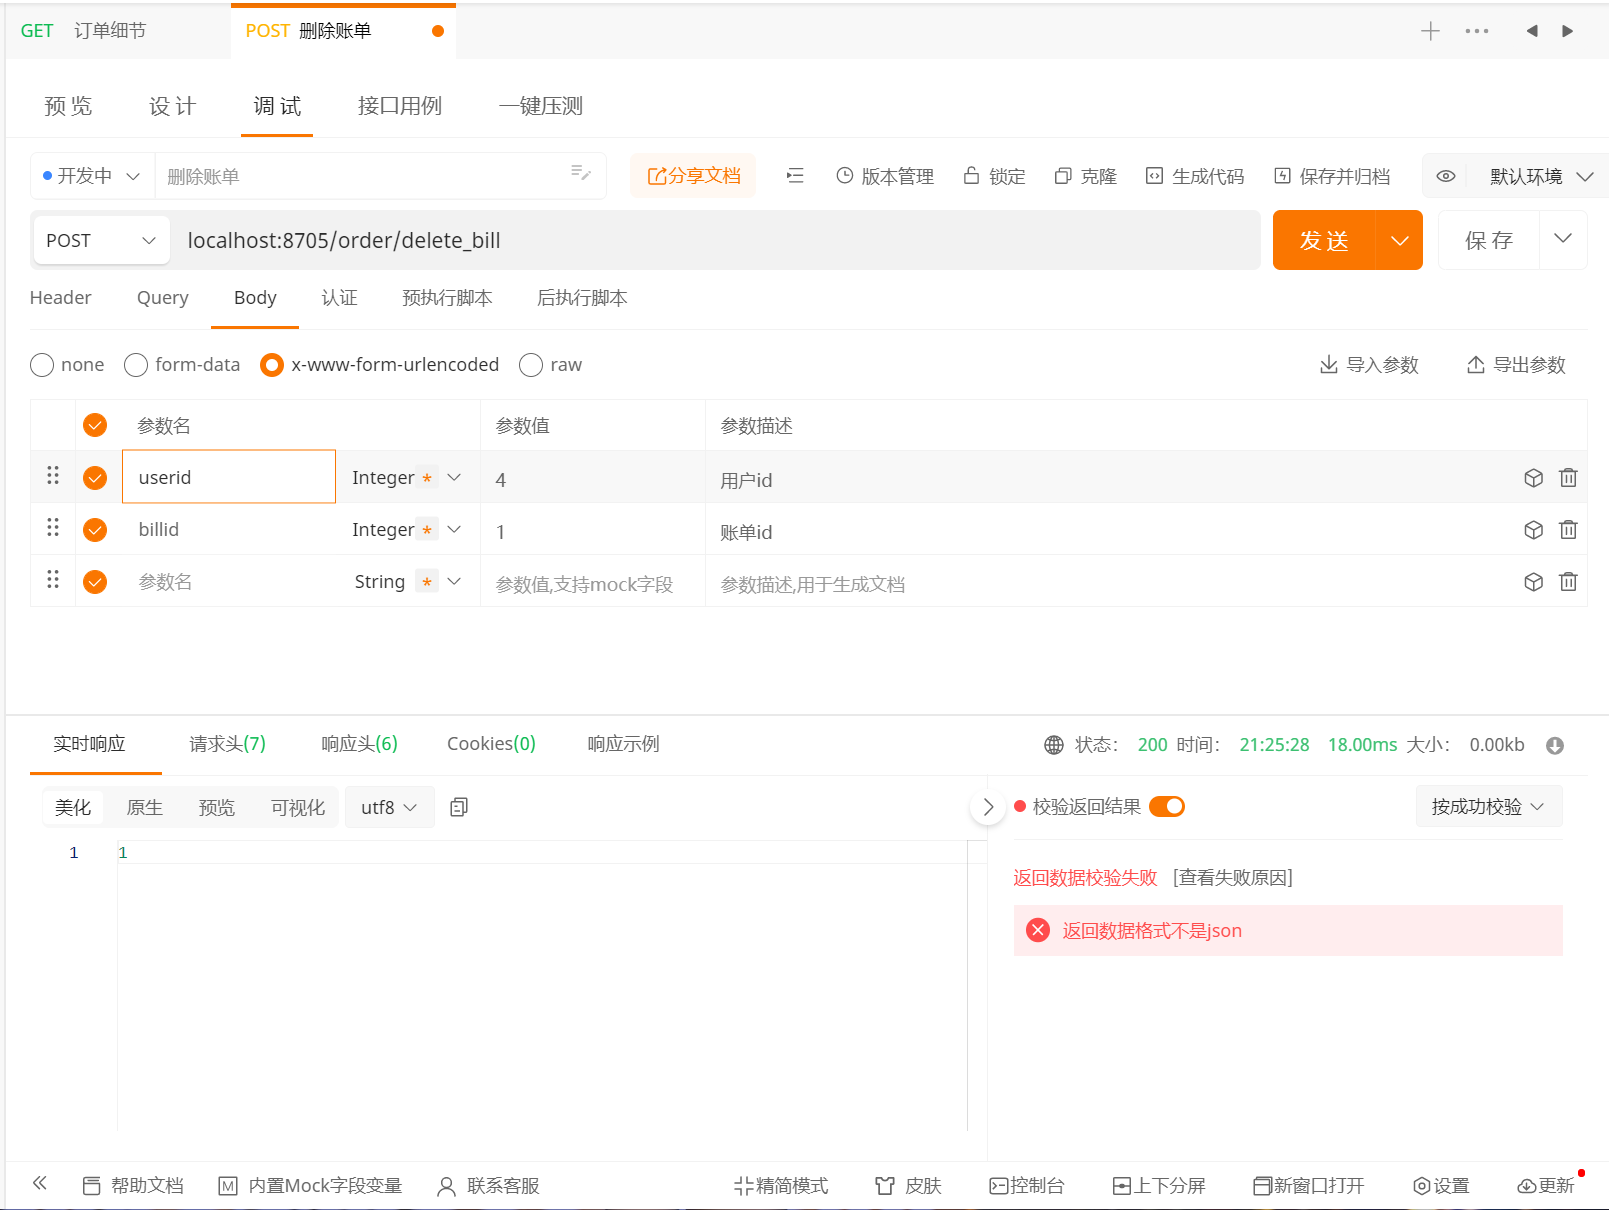 GET 订单细节 POST 删除账单
预览 设计 调试 接口用例 一键压测
开发中 删除账单 分享文档 版本管理 锁定 克隆 生成代码 保存并归档 默认环境
POST localhost:8705/order/delete_bill 发送 保存
Header Query Body 认证 预执行脚本 后执行脚本
none form-data x-www-form-urlencoded raw 导入参数 导出参数
参数名 参数值 参数描述
userid Integer * 4 用户id
billid Integer * 1 账单id
参数名 String * 参数值,支持mock字段 参数描述,用于生成文档
实时响应 请求头(7) 响应头(6) Cookies(0) 响应示例 状态： 200 时间： 21:25:28 18.00ms 大小： 0.00kb
美化 原生 预览 可视化 utf8 校验返回结果 按成功校验
1 1
返回数据校验失败 [查看失败原因]
返回数据格式不是json
帮助文档 M 内置Mock字段变量 联系客服 精简模式 皮肤 控制台 上下分屏 新窗口打开 设置 更新